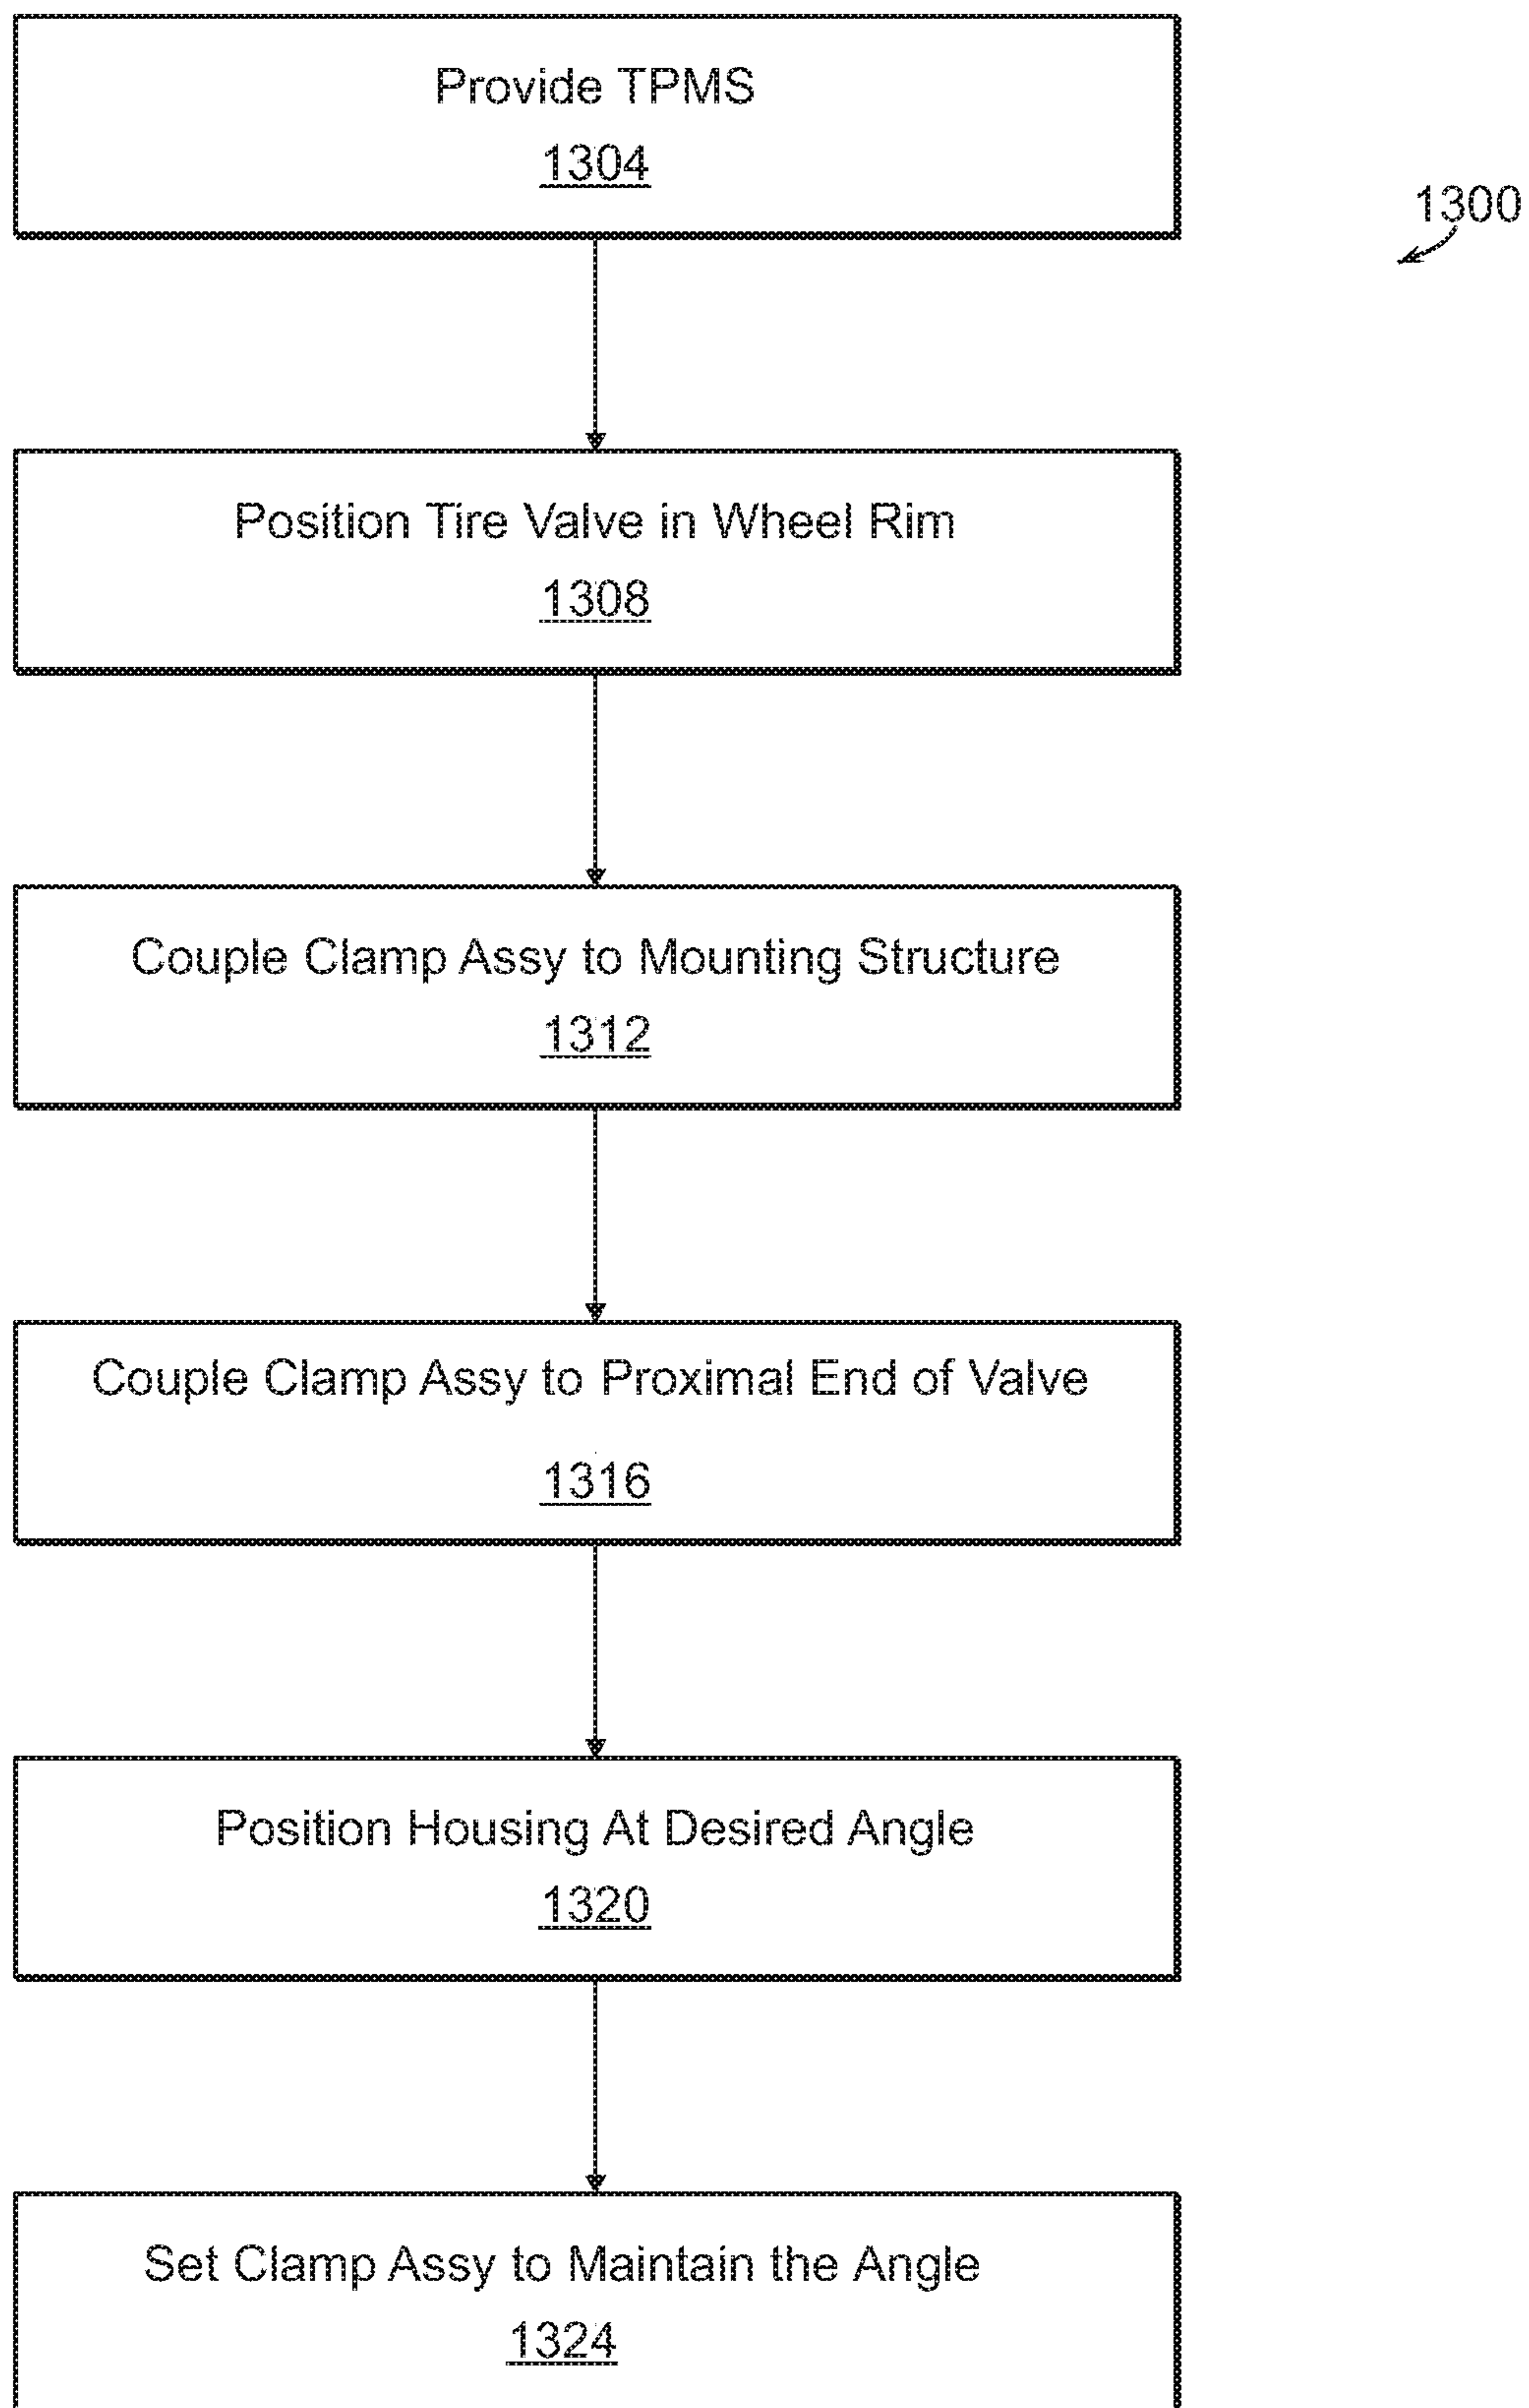 Provide TPMS
1304
1300
Position Tire Valve in Wheel Rim
1308
Couple Clamp Assy to Mounting Structure
1312
Couple Clamp Assy to Proximal End of Valve
1316
Position Housing At Desired Angle
1320
Set Clamp Assy to Maintain the Angle
1324